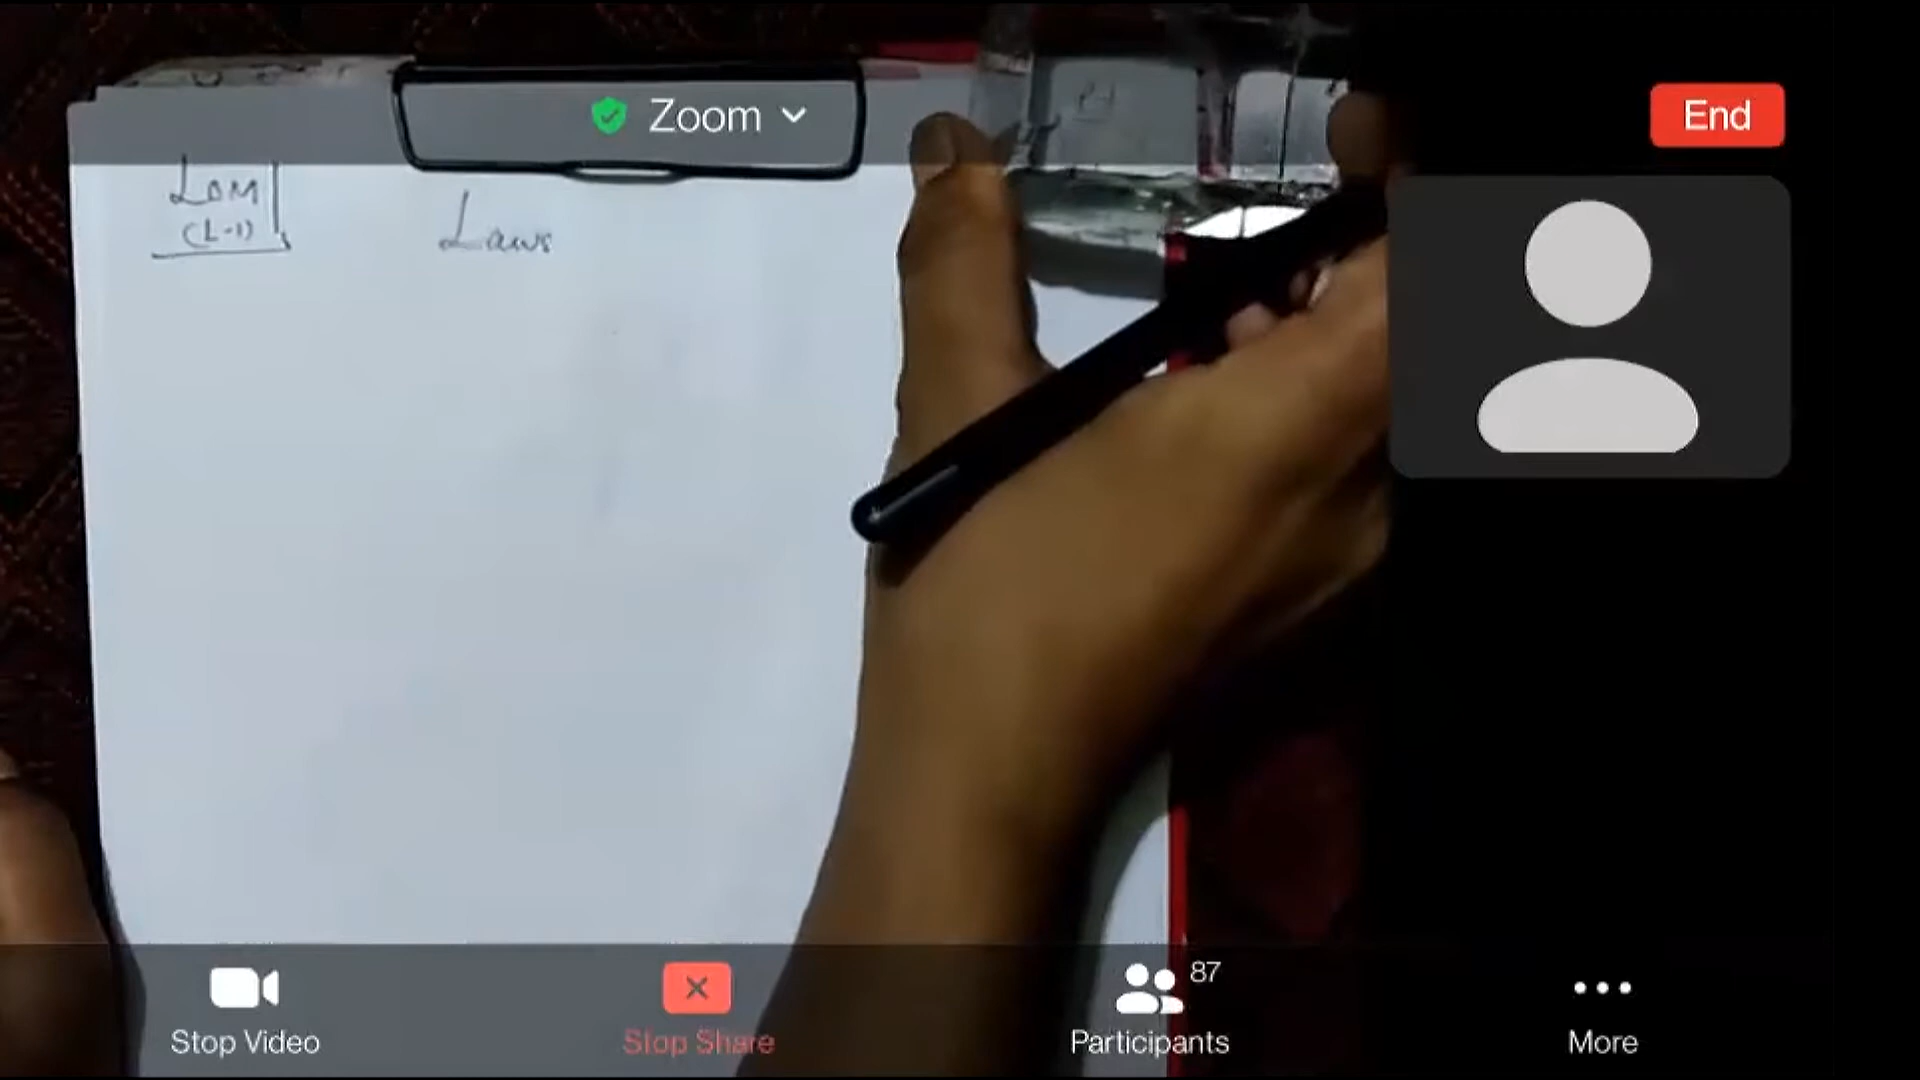 Zoom
End
LOM
(L-1)
Laws
87
Stop Video
Stop Share
Participants
More